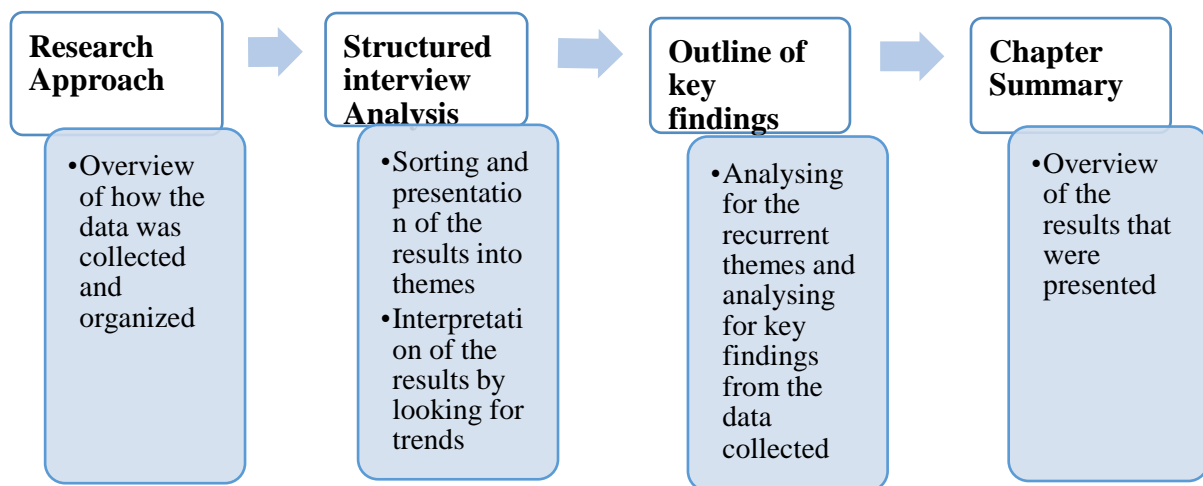 Research
Approach
•Overview
of how the
data was
collected
and
organized
Structured
interview
Analysis
•Sorting and
presentatio
n of the
results into
themes
•Interpretati
on of the
results by
looking for
trends
Outline of
key
findings
•Analysing
for the
recurrent
themes and
analysing
for key
findings
from the
data
collected
Chapter
Summary
•Overview
of the
results that
were
presented